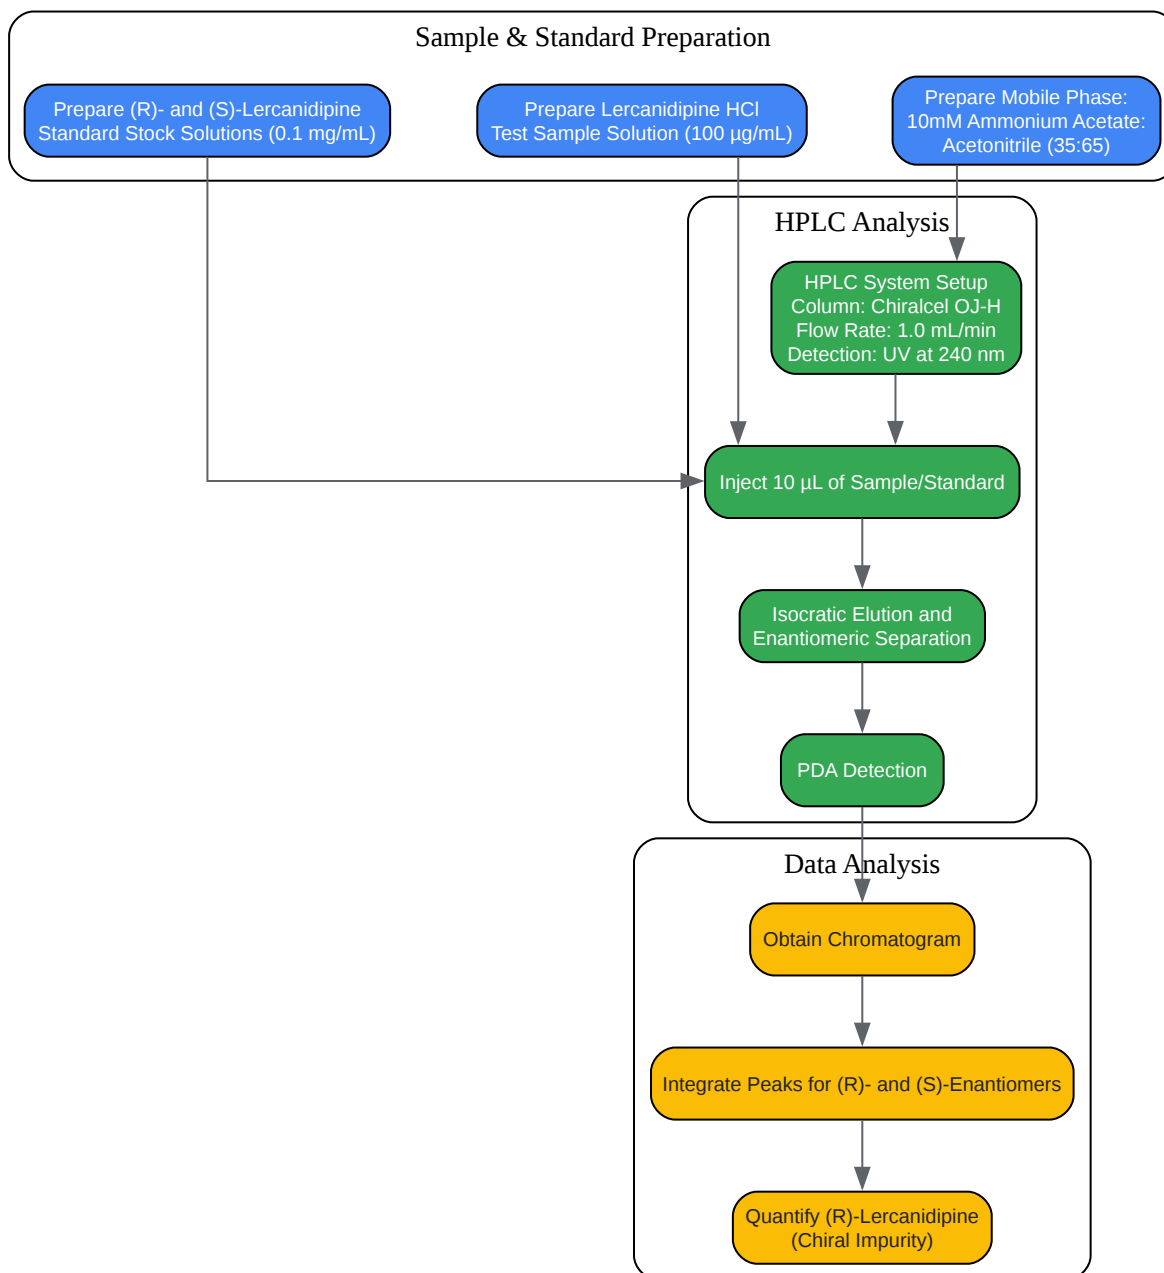 Sample & Standard Preparation
Prepare (R)- and (S)-Lercanidipine
Standard Stock Solutions (0.1 mg/mL)
Prepare Lercanidipine HCl
Test Sample Solution (100 µg/mL)
Prepare Mobile Phase:
10mM Ammonium Acetate:
Acetonitrile (35:65)
HPLC Analysis
HPLC System Setup
Column: Chiralcel OJ-H
Flow Rate: 1.0 mL/min
Detection: UV at 240 nm
Inject 10 µL of Sample/Standard
Isocratic Elution and
Enantiomeric Separation
PDA Detection
Data Analysis
Obtain Chromatogram
Integrate Peaks for (R)- and (S)-Enantiomers
Quantify (R)-Lercanidipine
(Chiral Impurity)